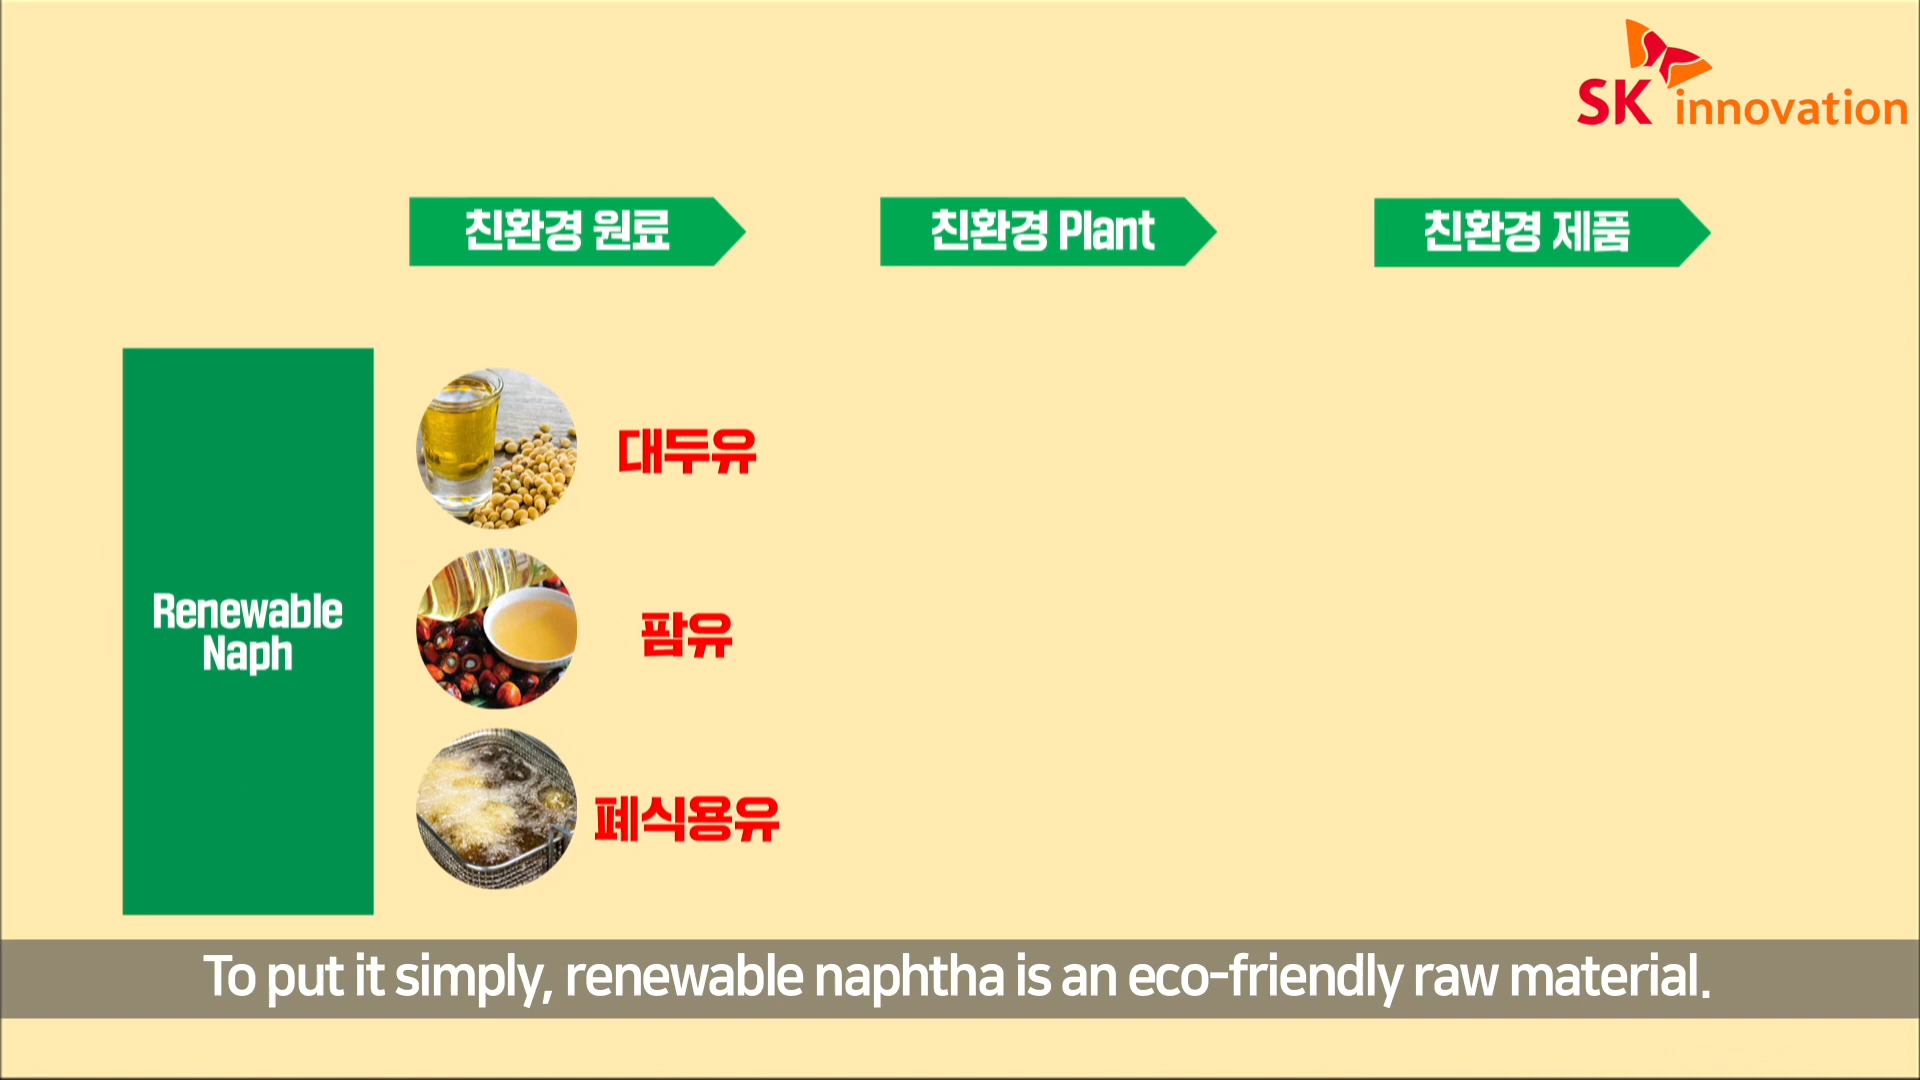 SK innovation
친환경 원료
친환경 Plant
친환경 제품
Renewable
Naph
대두유
팜유
폐식용유
To put it simply, renewable naphtha is an eco-friendly raw material.